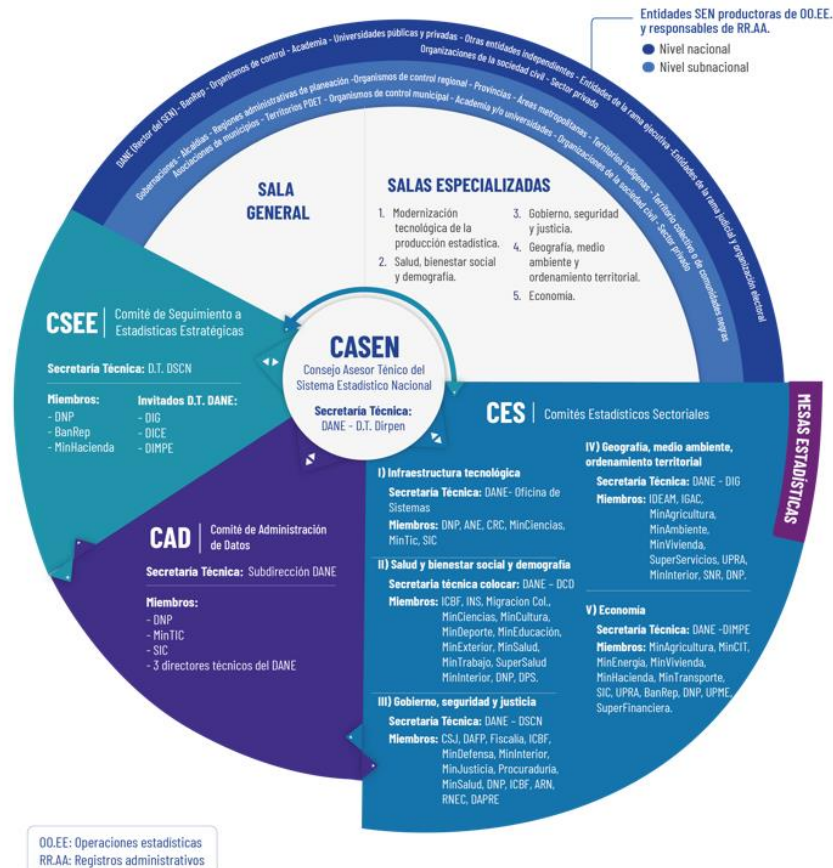 Entidades SEN productoras de OO.EE.
y responsables de RR.AA.
Nivel nacional
Nivel subnacional
DANE (Rector del SEN) - BanRep - Organismos de control - Academia - Universidades públicas y privadas - Otras entidades independientes - Entidades de la rama ejecutiva -Entidades de la rama judicial y organización electoral
Organizaciones de la sociedad civil - Sector privado
Gobernaciones - Alcaldías - Regiones administrativas de planeación -Organismos de control regional - Provincias - Áreas metropolitanas - Territorios indígenas - Territorio colectivo o de comunidades negras
Asociaciones de municipios - Territorios PDET - Organismos de control municipal - Academia y/o universidades - Organizaciones de la sociedad civil - Sector privado
SALA
GENERAL
SALAS ESPECIALIZADAS
1. Modernización
tecnológica de la
producción estadística.
2. Salud, bienestar social
y demografía.
3. Gobierno, seguridad
y justicia.
4. Geografía, medio
ambiente y
ordenamiento territorial.
5. Economía.
CSEE
Comité de Seguimiento a
Estadísticas Estratégicas
Secretaría Técnica: D.T. DSCN
Miembros:
- DNP
- BanRep
- MinHacienda
Invitados D.T. DANE:
- DIG
- DICE
- DIMPE
CASEN
Consejo Asesor Ténico del
Sistema Estadístico Nacional
Secretaría Técnica:
DANE - D.T. Dirpen
CAD
Comité de Administración
de Datos
Secretaría Técnica: Subdirección DANE
Miembros:
- DNP
- MinTIC
- SIC
- 3 directores técnicos del DANE
CES
Comités Estadísticos Sectoriales
MESAS ESTADÍSTICAS
I) Infraestructura tecnológica
Secretaría Técnica: DANE- Oficina de
Sistemas
Miembros: DNP, ANE, CRC, MinCiencias,
MinTic, SIC
II) Salud y bienestar social y demografía
Secretaria técnica colocar: DANE – DCD
Miembros: ICBF, INS, Migracion Col.,
MinCiencias, MinCultura,
MinDeporte, MinEducación,
MinExterior, MinSalud,
MinTrabajo, SuperSalud
MinInterior, DNP, DPS.
III) Gobierno, seguridad y justicia
Secretaría Técnica: DANE – DSCN
Miembros: CSJ, DAFP, Fiscalía, ICBF,
MinDefensa, MinInterior,
MinJusticia, Procuraduría,
MinSalud, DNP, ICBF, ARN,
RNEC, DAPRE
IV) Geografía, medio ambiente,
ordenamiento territorial
Secretaría Técnica: DANE - DIG
Miembros: IDEAM, IGAC,
MinAgricultura,
MinAmbiente,
MinVivienda,
SuperServicios, UPRA,
MinInterior, SNR, DNP.
V) Economía
Secretaría Técnica: DANE -DIMPE
Miembros: MinAgricultura, MinCIT,
MinEnergía, MinVivienda,
MinHacienda, MinTransporte,
SIC, UPRA, BanRep, DNP, UPME,
SuperFinanciera.
OO.EE: Operaciones estadísticas
RR.AA: Registros administrativos